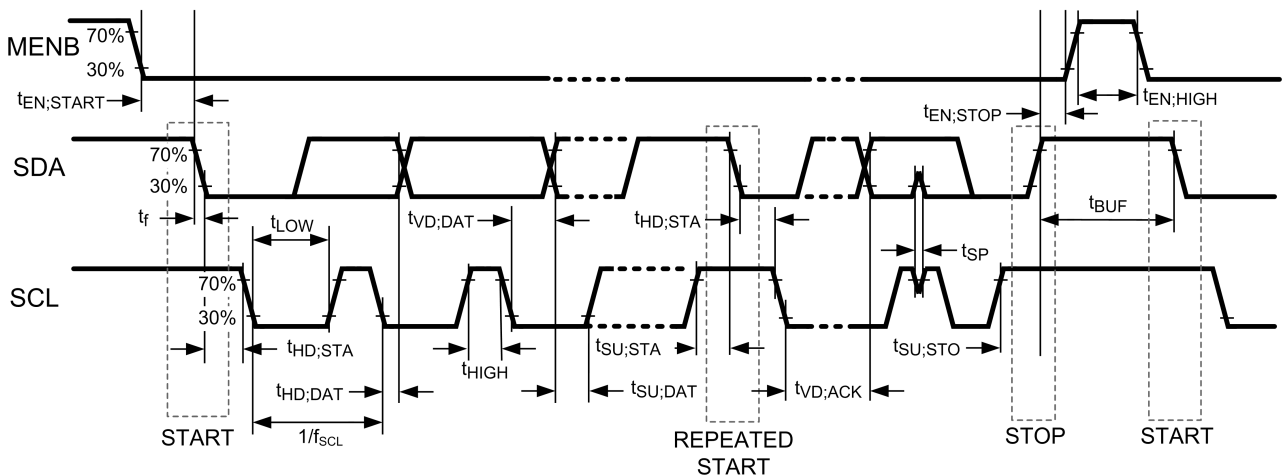 MENB
70%
30%
tEN;START
tEN;STOP
tEN;HIGH
SDA
70%
30%
tf
tLOW
tVD;DAT
tHD;STA
tSP
tBUF
SCL
70%
30%
tHD;STA
tHD;DAT
tHIGH
tSU;DAT
tSU;STA
tVD;ACK
tSU;STO
1/fSCL
START
REPEATED
START
STOP
START